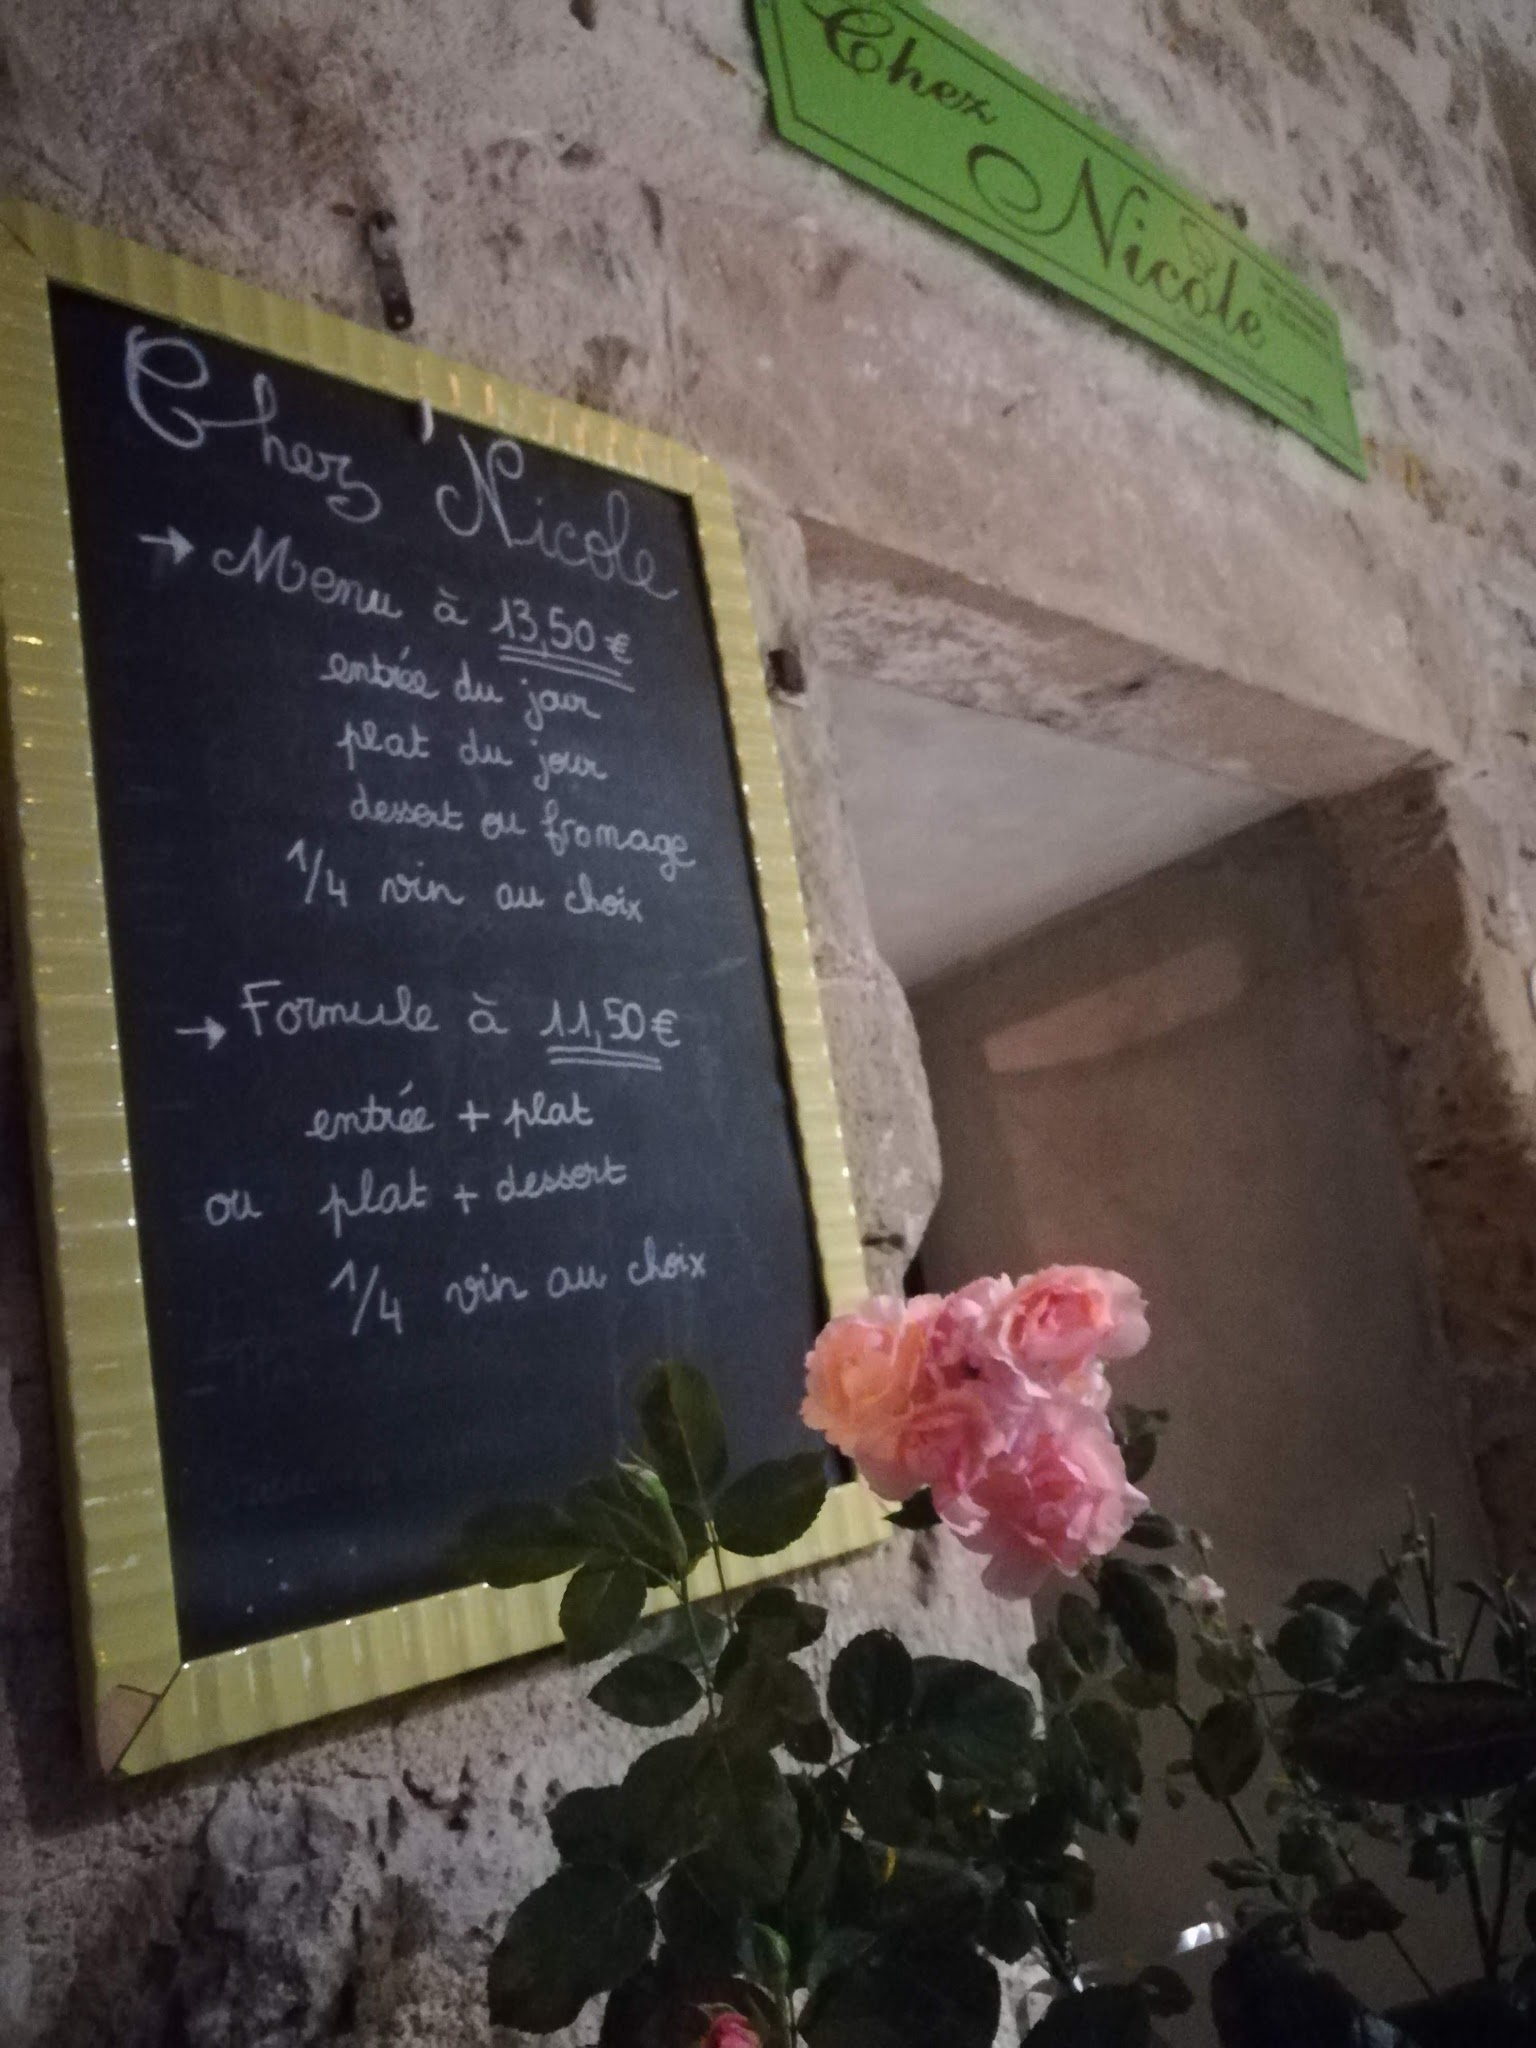 Chez
Nicole
Chez Nicole
→ Menu à 13,50 €
entrée du jour
plat du jour
dessert ou fromage
1/4 vin au choix
→ Formule à 11,50 €
entrée + plat
ou plat + dessert
1/4 vin au choix